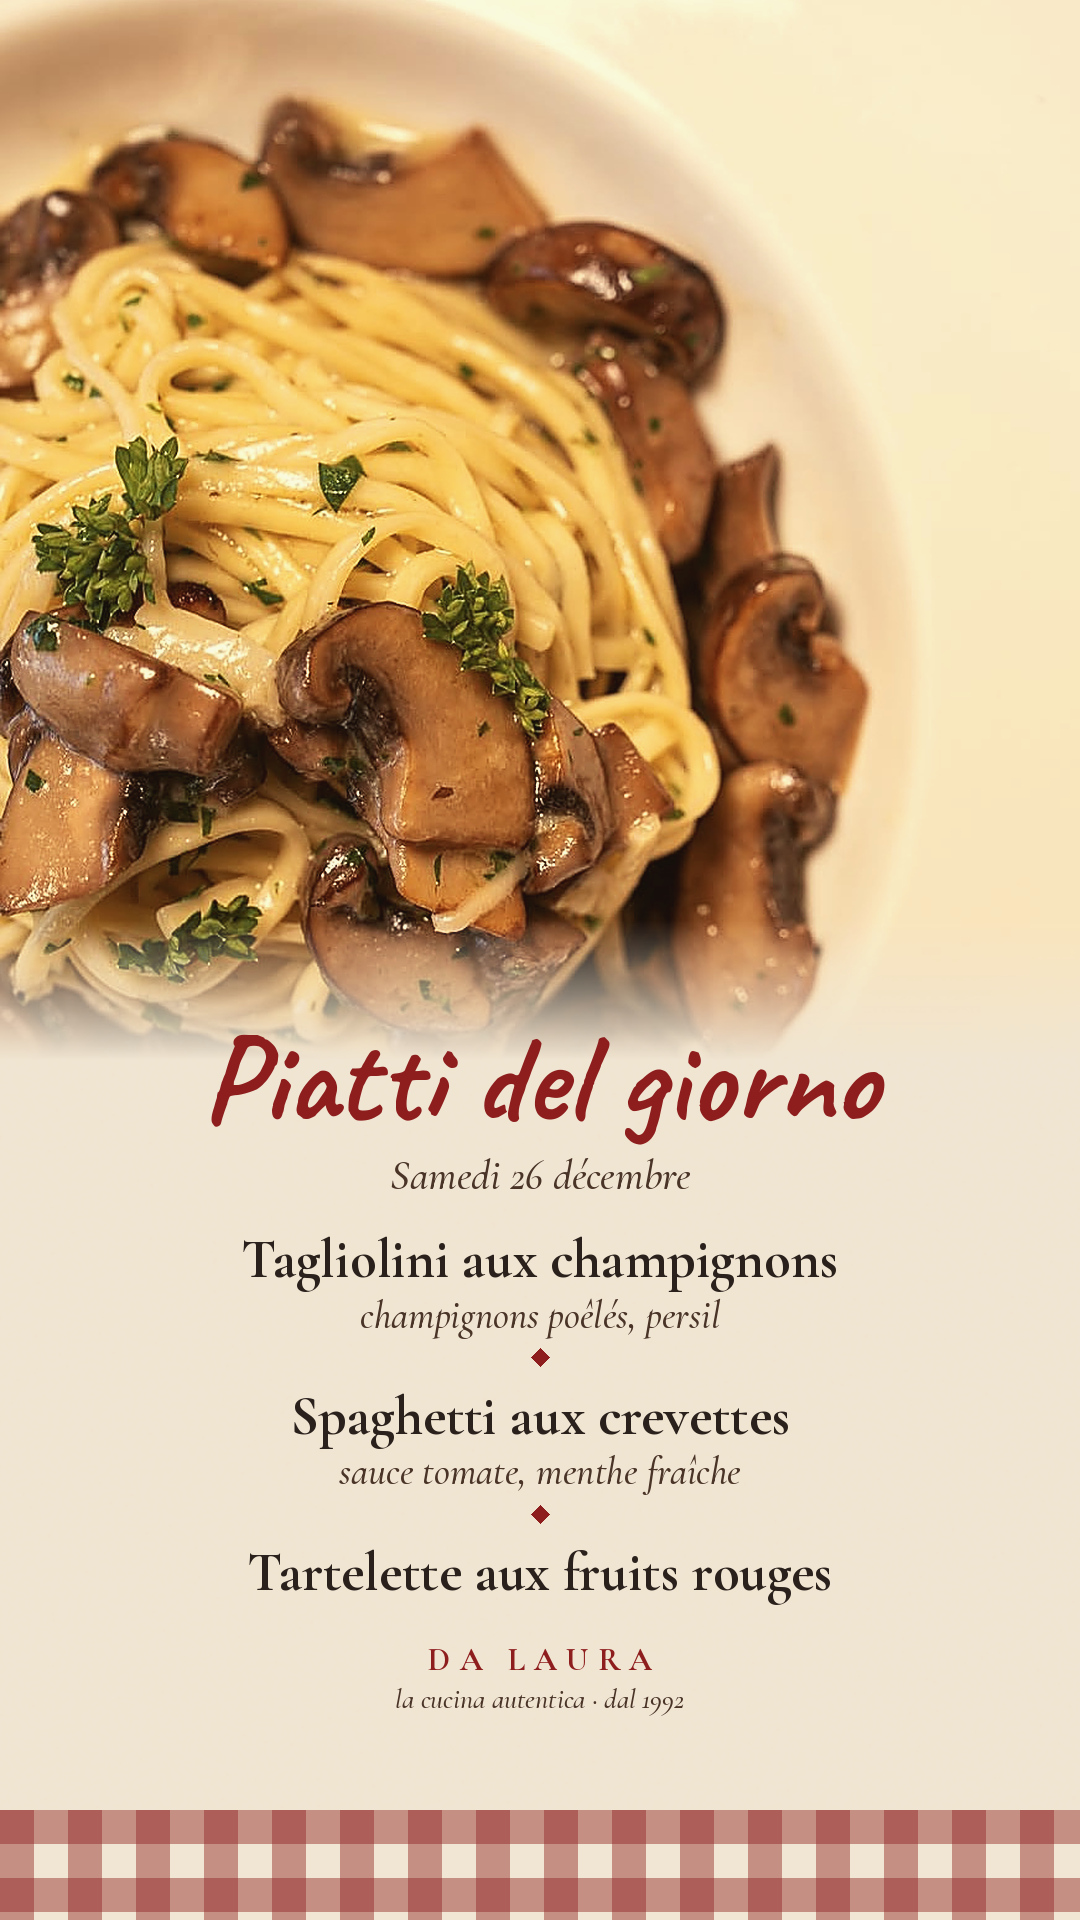 Piatti del giorno
Samedi 26 décembre
Tagliolini aux champignons
champignons poêlés, persil
Spaghetti aux crevettes
sauce tomate, menthe fraîche
Tartelette aux fruits rouges
DA LAURA
la cucina autentica · dal 1992